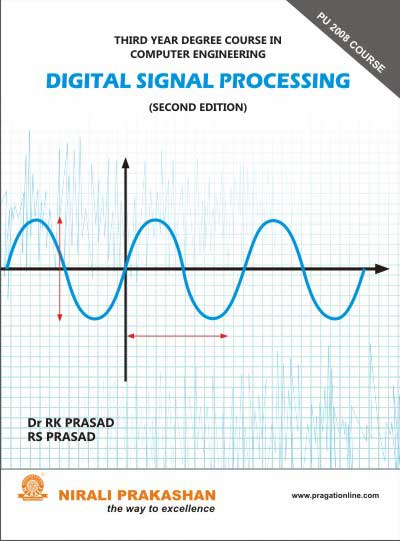 PU 2008 COURSE
THIRD YEAR DEGREE COURSE IN
COMPUTER ENGINEERING
DIGITAL SIGNAL PROCESSING
(SECOND EDITION)
Dr RK PRASAD
RS PRASAD
NIRALI PRAKASHAN
the way to excellence
www.pragationline.com